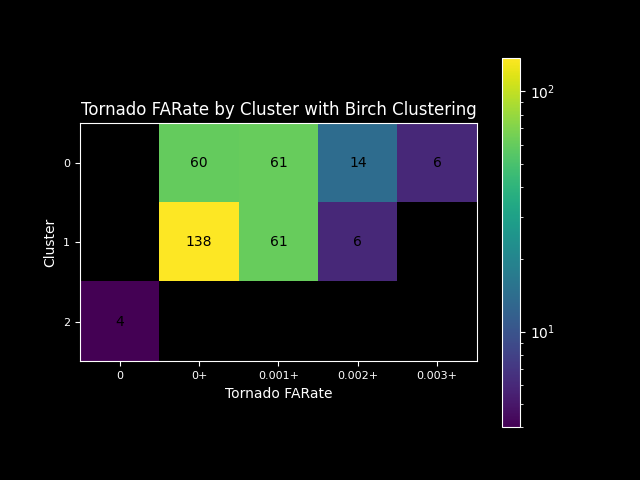 Tornado FARate by Cluster with Birch Clustering
Cluster
0
60 61 14 6
1
138 61 6
2
4
0 0+ 0.001+ 0.002+ 0.003+
Tornado FARate
10²
10¹